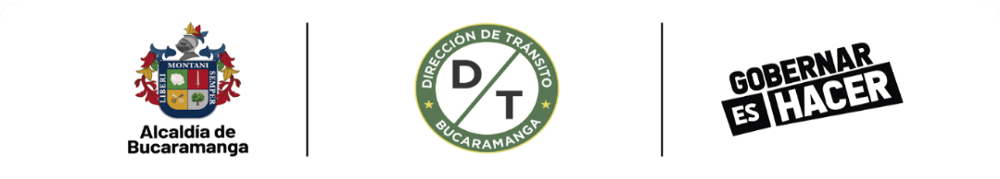 MONTANI
LIBERI
SEMPER
Alcaldía de
Bucaramanga
DIRECCIÓN DE TRÁNSITO
D
T
BUCARAMANGA
GOBERNAR
ES HACER